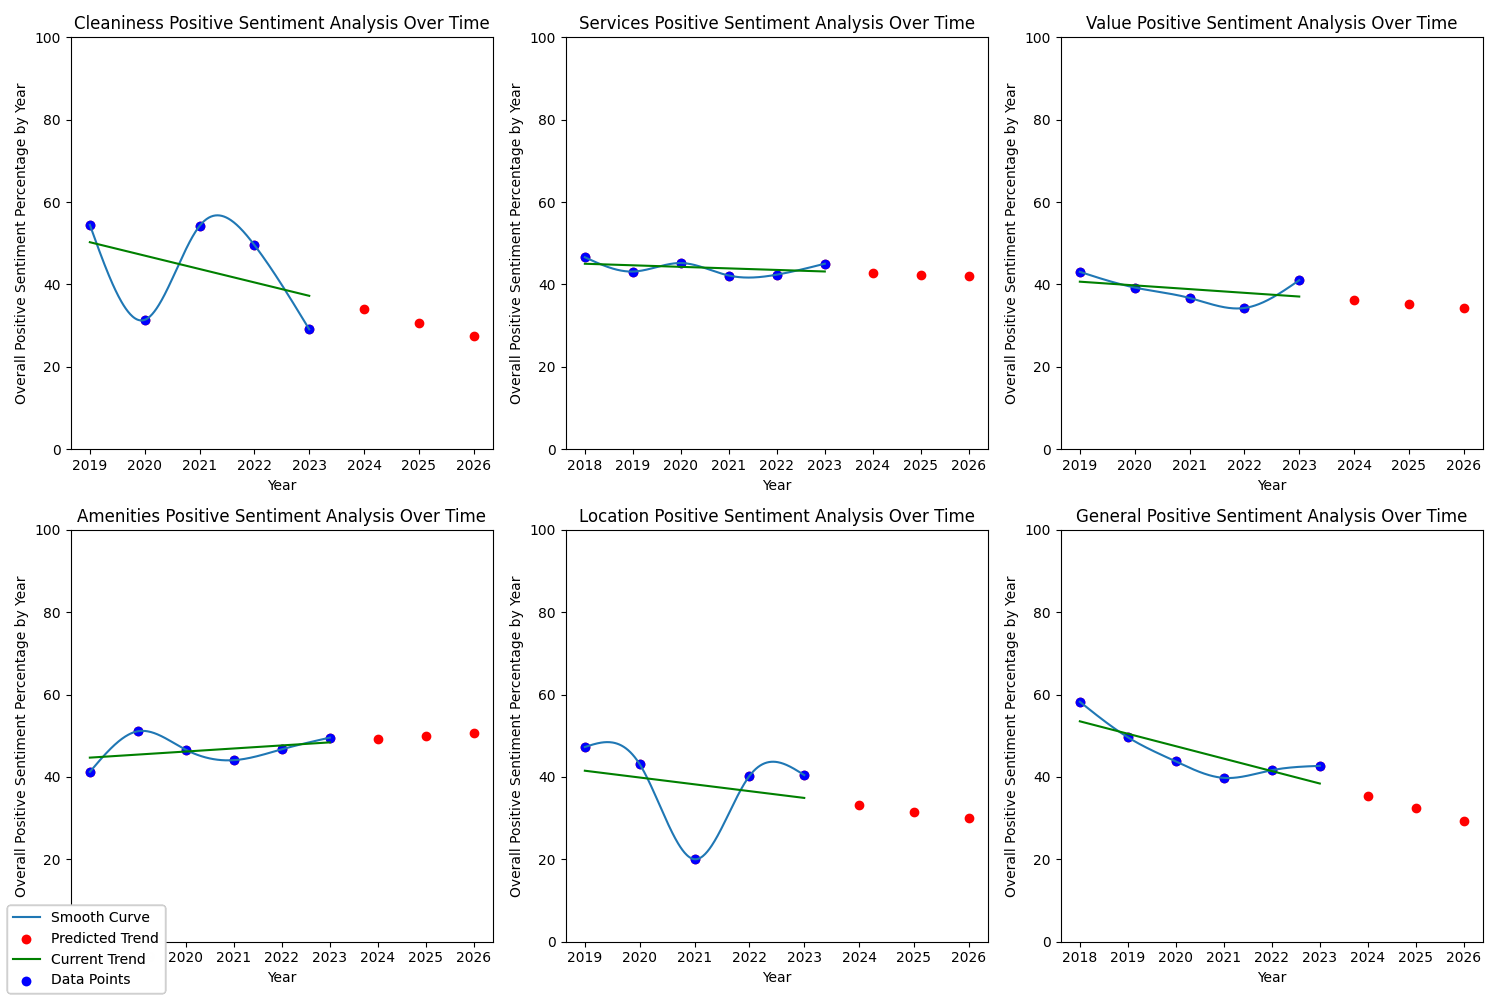 Cleaniness Positive Sentiment Analysis Over Time
Overall Positive Sentiment Percentage by Year
100
80
60
40
20
0
2019 2020 2021 2022 2023 2024 2025 2026
Year
Services Positive Sentiment Analysis Over Time
Overall Positive Sentiment Percentage by Year
100
80
60
40
20
0
2018 2019 2020 2021 2022 2023 2024 2025 2026
Year
Value Positive Sentiment Analysis Over Time
Overall Positive Sentiment Percentage by Year
100
80
60
40
20
0
2019 2020 2021 2022 2023 2024 2025 2026
Year
Amenities Positive Sentiment Analysis Over Time
Overall Positive Sentiment Percentage by Year
100
80
60
40
20
2020 2021 2022 2023 2024 2025 2026
Year
Smooth Curve
Predicted Trend
Current Trend
Data Points
Location Positive Sentiment Analysis Over Time
Overall Positive Sentiment Percentage by Year
100
80
60
40
20
0
2019 2020 2021 2022 2023 2024 2025 2026
Year
General Positive Sentiment Analysis Over Time
Overall Positive Sentiment Percentage by Year
100
80
60
40
20
0
2018 2019 2020 2021 2022 2023 2024 2025 2026
Year